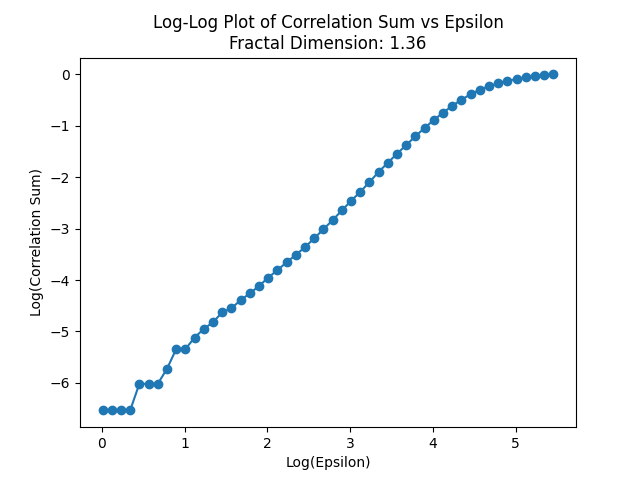 Log-Log Plot of Correlation Sum vs Epsilon
Fractal Dimension: 1.36
Log(Correlation Sum)
0
−1
−2
−3
−4
−5
−6
0 1 2 3 4 5
Log(Epsilon)